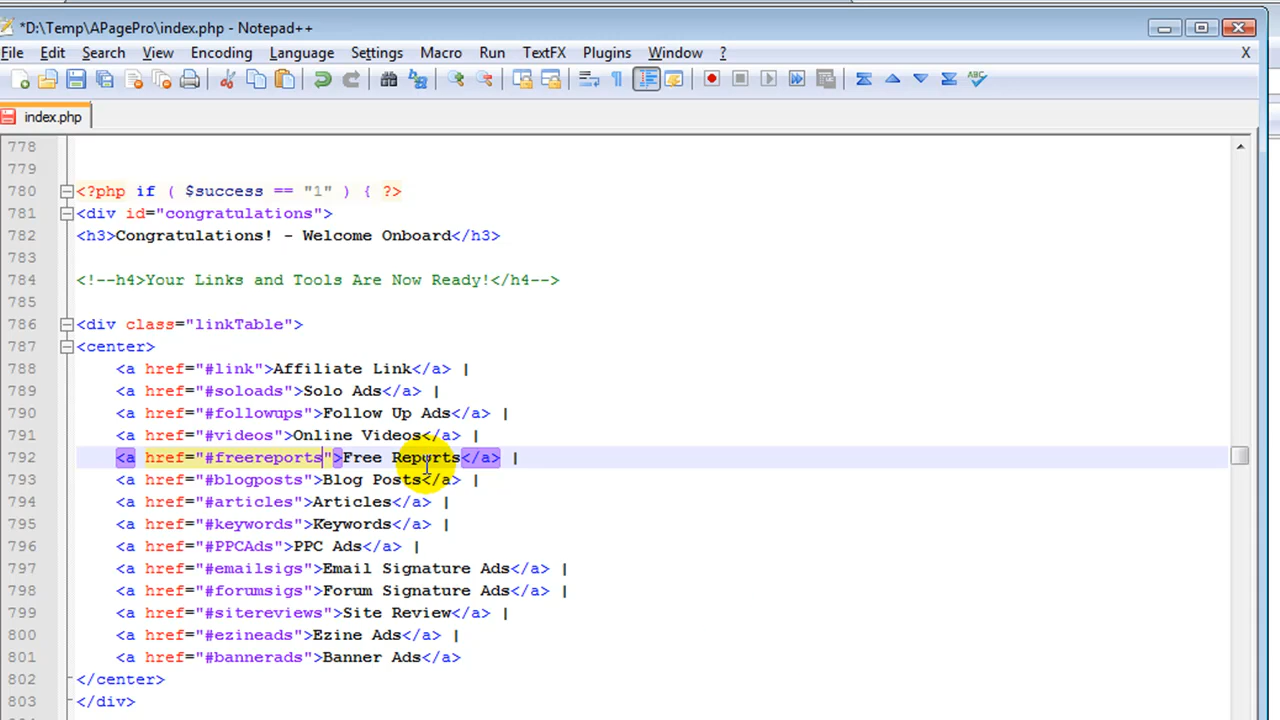 *D:\Temp\APagePro\index.php - Notepad++
File Edit Search View Encoding Language Settings Macro Run TextFX Plugins Window ? X
ABC
index.php
778
779
780 <?php if ( $success == "1" ) { ?>
781 <div id="congratulations">
782 <h3>Congratulations! - Welcome Onboard</h3>
783
784 <!--h4>Your Links and Tools Are Now Ready!</h4-->
785
786 <div class="linkTable">
787 <center>
788 <a href="#link">Affiliate Link</a> |
789 <a href="#soloads">Solo Ads</a> |
790 <a href="#followups">Follow Up Ads</a> |
791 <a href="#videos">Online Videos</a> |
792 <a href="#freereports">Free Reports</a> |
793 <a href="#blogposts">Blog Posts</a> |
794 <a href="#articles">Articles</a> |
795 <a href="#keywords">Keywords</a> |
796 <a href="#PPCAds">PPC Ads</a> |
797 <a href="#emailsigs">Email Signature Ads</a> |
798 <a href="#forumsigs">Forum Signature Ads</a> |
799 <a href="#sitereviews">Site Review</a> |
800 <a href="#ezineads">Ezine Ads</a> |
801 <a href="#bannerads">Banner Ads</a>
802 </center>
803 </div>